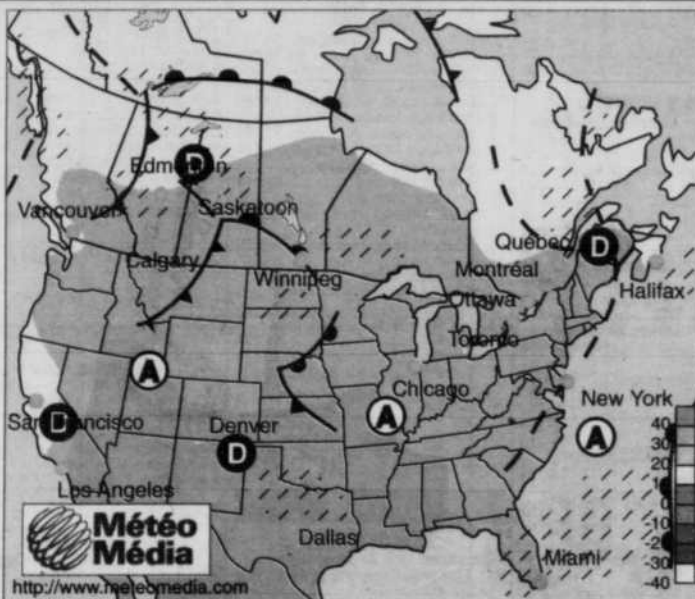 D
Edmonton
Vancouver
Saskatoon
Québec
D
Calgary
Winnipeg
Montréal
Halifax
Ottawa
Toronto
A
Chicago
New York
A
A
San Francisco
D
Denver
D
Los Angeles
Dallas
Miami
40
30
20
10
0
-10
-20
-30
-40
Météo
Média
http://www.meteomedia.com